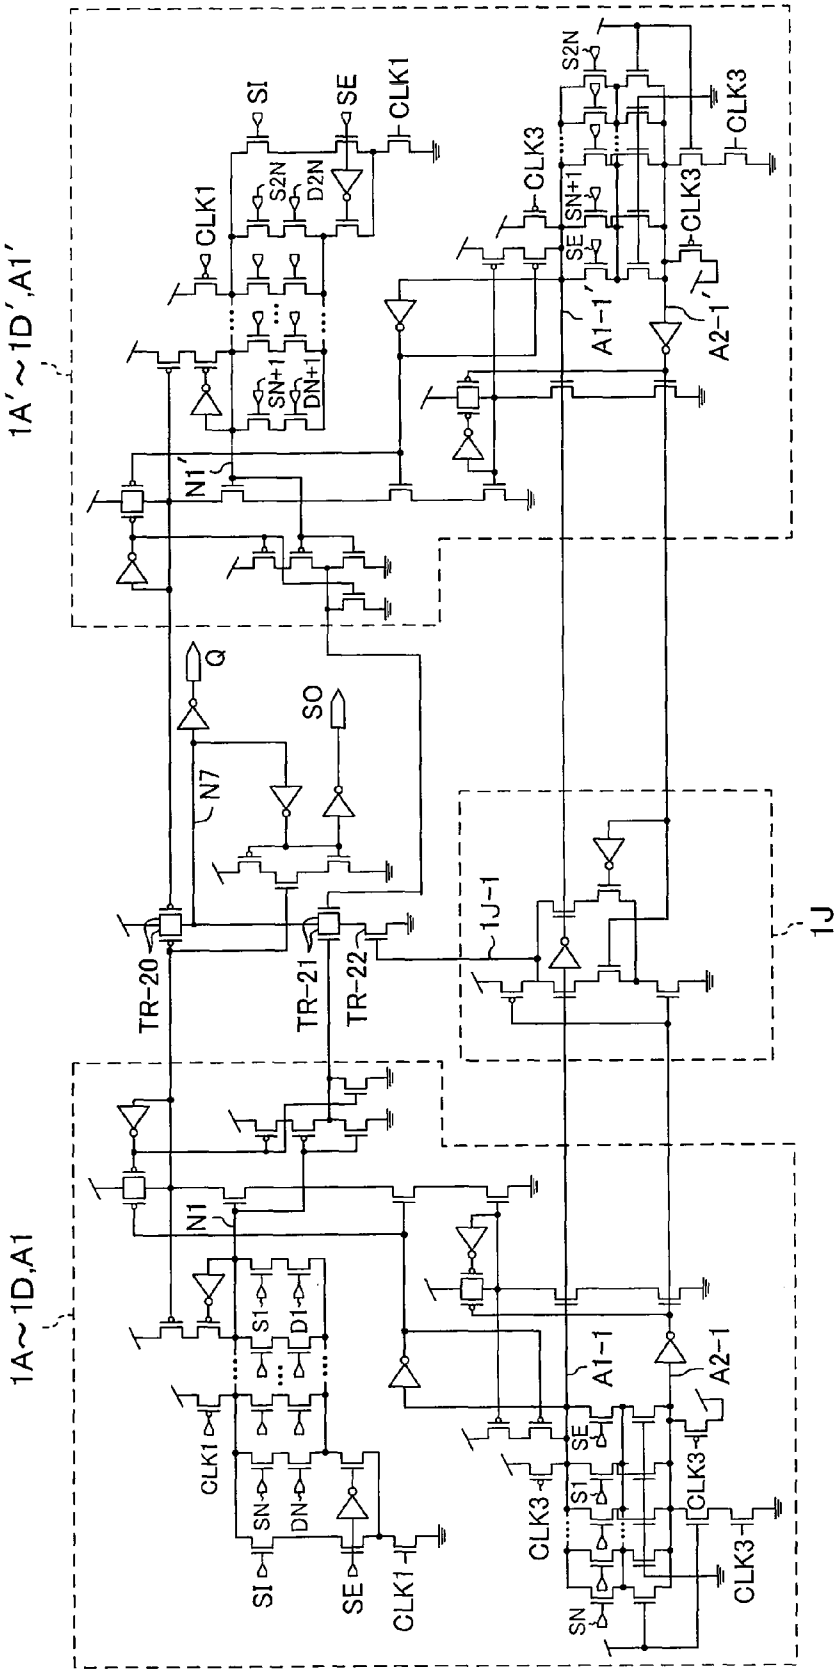 1A~1D,A1
1A'~1D',A1'
SI
SE
CLK1
SN
DN
CLK1
S1
D1
N1
TR-20
TR-21
TR-22
N7
Q
SO
N1'
SN+1
DN+1
CLK1
S2N
D2N
SI
SE
CLK1
SN
CLK3
CLK3
S1
CLK3
SE
A1-1
A2-1
1J-1
1J
A1-1'
A2-1'
SE
SN+1
CLK3
CLK3
S2N
CLK3